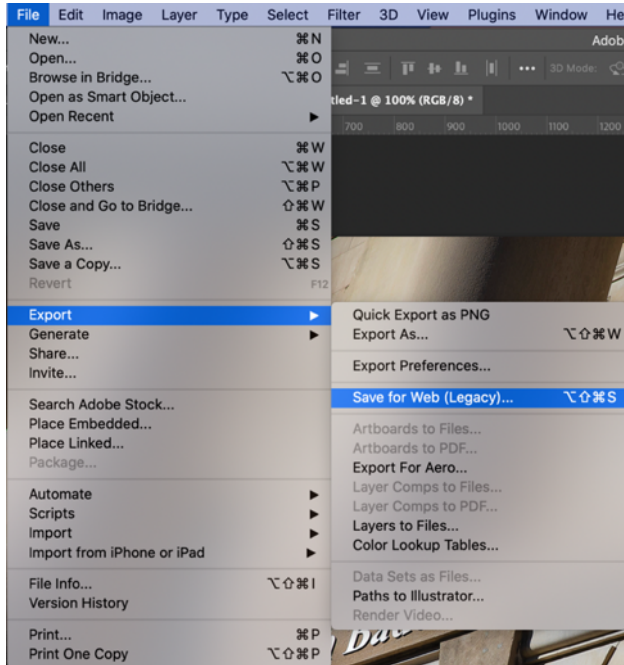 File Edit Image Layer Type Select Filter 3D View Plugins Window He
Adob
3D Mode:
tled-1 @ 100% (RGB/8) *
700 800 900 1000 1100 1200
New... ⌘N
Open... ⌘O
Browse in Bridge... ⌥⌘O
Open as Smart Object...
Open Recent ▶
Close ⌘W
Close All ⌥⌘W
Close Others ⌥⌘P
Close and Go to Bridge... ⇧⌘W
Save ⌘S
Save As... ⇧⌘S
Save a Copy... ⌥⌘S
Revert F12
Export ▶
Generate ▶
Share...
Invite...
Search Adobe Stock...
Place Embedded...
Place Linked...
Package...
Automate ▶
Scripts ▶
Import ▶
Import from iPhone or iPad ▶
File Info... ⌥⇧⌘I
Version History
Print... ⌘P
Print One Copy ⌥⇧⌘P
Quick Export as PNG
Export As... ⌥⇧⌘W
Export Preferences...
Save for Web (Legacy)... ⌥⇧⌘S
Artboards to Files...
Artboards to PDF...
Export For Aero...
Layer Comps to Files...
Layer Comps to PDF...
Layers to Files...
Color Lookup Tables...
Data Sets as Files...
Paths to Illustrator...
Render Video...